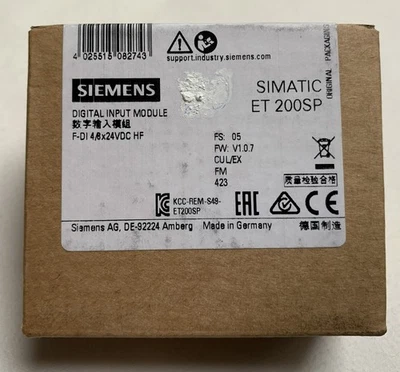 4 025515 082743
support.industry.siemens.com
ORIGINAL PACKAGING
SIEMENS
SIMATIC
ET 200SP
DIGITAL INPUT MODULE
数字输入模组
F-DI 4/8x24VDC HF
FS: 05
FW: V1.0.7
CUL/EX
FM
423
质量检验合格
KCC-REM-S49-
ET200SP
EAC
Siemens AG, DE-92224 Amberg
Made in Germany
德国制造